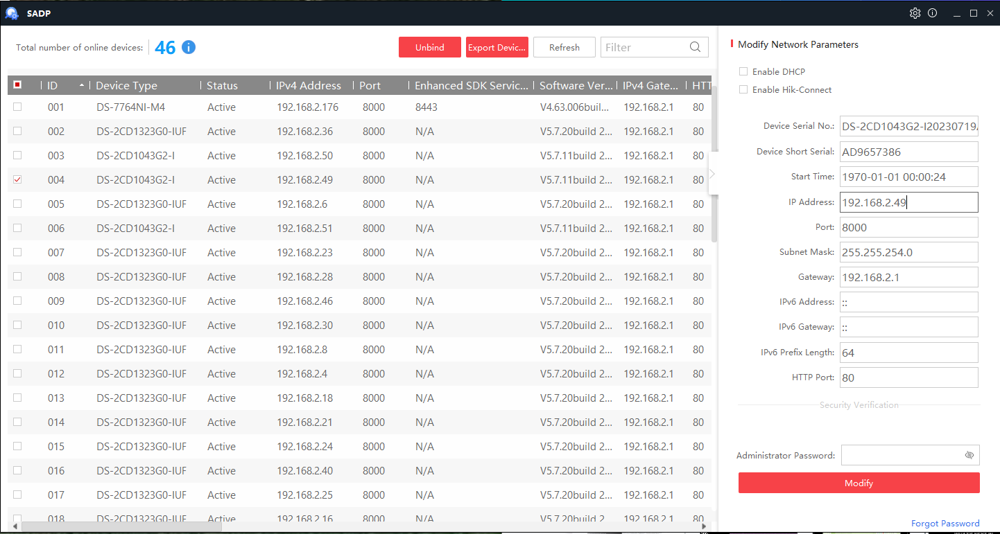 SADP
Total number of online devices: 46
Unbind
Export Devic...
Refresh
Filter
ID Device Type Status IPv4 Address Port Enhanced SDK Servic... Software Ver... IPv4 Gate... HTT
001 DS-7764NI-M4 Active 192.168.2.176 8000 8443 V4.63.006buil... 192.168.2.1 80
002 DS-2CD1323G0-IUF Active 192.168.2.36 8000 N/A V5.7.20build 2... 192.168.2.1 80
003 DS-2CD1043G2-I Active 192.168.2.50 8000 N/A V5.7.11build 2... 192.168.2.1 80
004 DS-2CD1043G2-I Active 192.168.2.49 8000 N/A V5.7.11build 2... 192.168.2.1 80
005 DS-2CD1323G0-IUF Active 192.168.2.6 8000 N/A V5.7.20build 2... 192.168.2.1 80
006 DS-2CD1043G2-I Active 192.168.2.51 8000 N/A V5.7.11build 2... 192.168.2.1 80
007 DS-2CD1323G0-IUF Active 192.168.2.23 8000 N/A V5.7.20build 2... 192.168.2.1 80
008 DS-2CD1323G0-IUF Active 192.168.2.28 8000 N/A V5.7.20build 2... 192.168.2.1 80
009 DS-2CD1323G0-IUF Active 192.168.2.46 8000 N/A V5.7.20build 2... 192.168.2.1 80
010 DS-2CD1323G0-IUF Active 192.168.2.30 8000 N/A V5.7.20build 2... 192.168.2.1 80
011 DS-2CD1323G0-IUF Active 192.168.2.8 8000 N/A V5.7.20build 2... 192.168.2.1 80
012 DS-2CD1323G0-IUF Active 192.168.2.4 8000 N/A V5.7.20build 2... 192.168.2.1 80
013 DS-2CD1323G0-IUF Active 192.168.2.18 8000 N/A V5.7.20build 2... 192.168.2.1 80
014 DS-2CD1323G0-IUF Active 192.168.2.21 8000 N/A V5.7.20build 2... 192.168.2.1 80
015 DS-2CD1323G0-IUF Active 192.168.2.24 8000 N/A V5.7.20build 2... 192.168.2.1 80
016 DS-2CD1323G0-IUF Active 192.168.2.40 8000 N/A V5.7.20build 2... 192.168.2.1 80
017 DS-2CD1323G0-IUF Active 192.168.2.25 8000 N/A V5.7.20build 2... 192.168.2.1 80
018 DS-2CD1323G0-IUF Active 192.168.2.16 8000 N/A V5.7.20build 2... 192.168.2.1 80
Modify Network Parameters
Enable DHCP
Enable Hik-Connect
Device Serial No.: DS-2CD1043G2-I20230719
Device Short Serial: AD9657386
Start Time: 1970-01-01 00:00:24
IP Address: 192.168.2.49
Port: 8000
Subnet Mask: 255.255.254.0
Gateway: 192.168.2.1
IPv6 Address: ::
IPv6 Gateway: ::
IPv6 Prefix Length: 64
HTTP Port: 80
Security Verification
Administrator Password:
Modify
Forgot Password